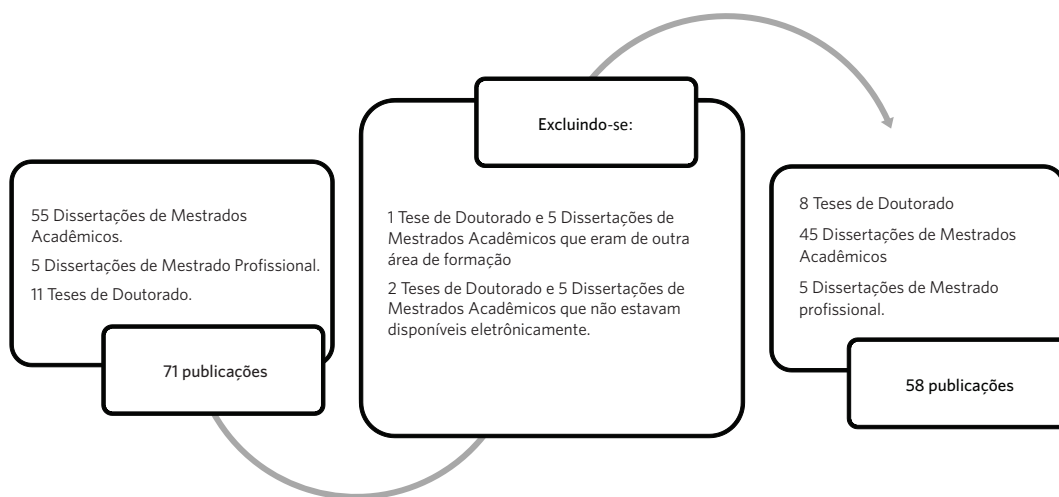 55 Dissertações de Mestrados
Acadêmicos.
5 Dissertações de Mestrado Profissional.
11 Teses de Doutorado.
71 publicações
Excluindo-se:
1 Tese de Doutorado e 5 Dissertações de
Mestrados Acadêmicos que eram de outra
área de formação
2 Teses de Doutorado e 5 Dissertações de
Mestrados Acadêmicos que não estavam
disponíveis eletrônicamente.
8 Teses de Doutorado
45 Dissertações de Mestrados
Acadêmicos
5 Dissertações de Mestrado
profissional.
58 publicações